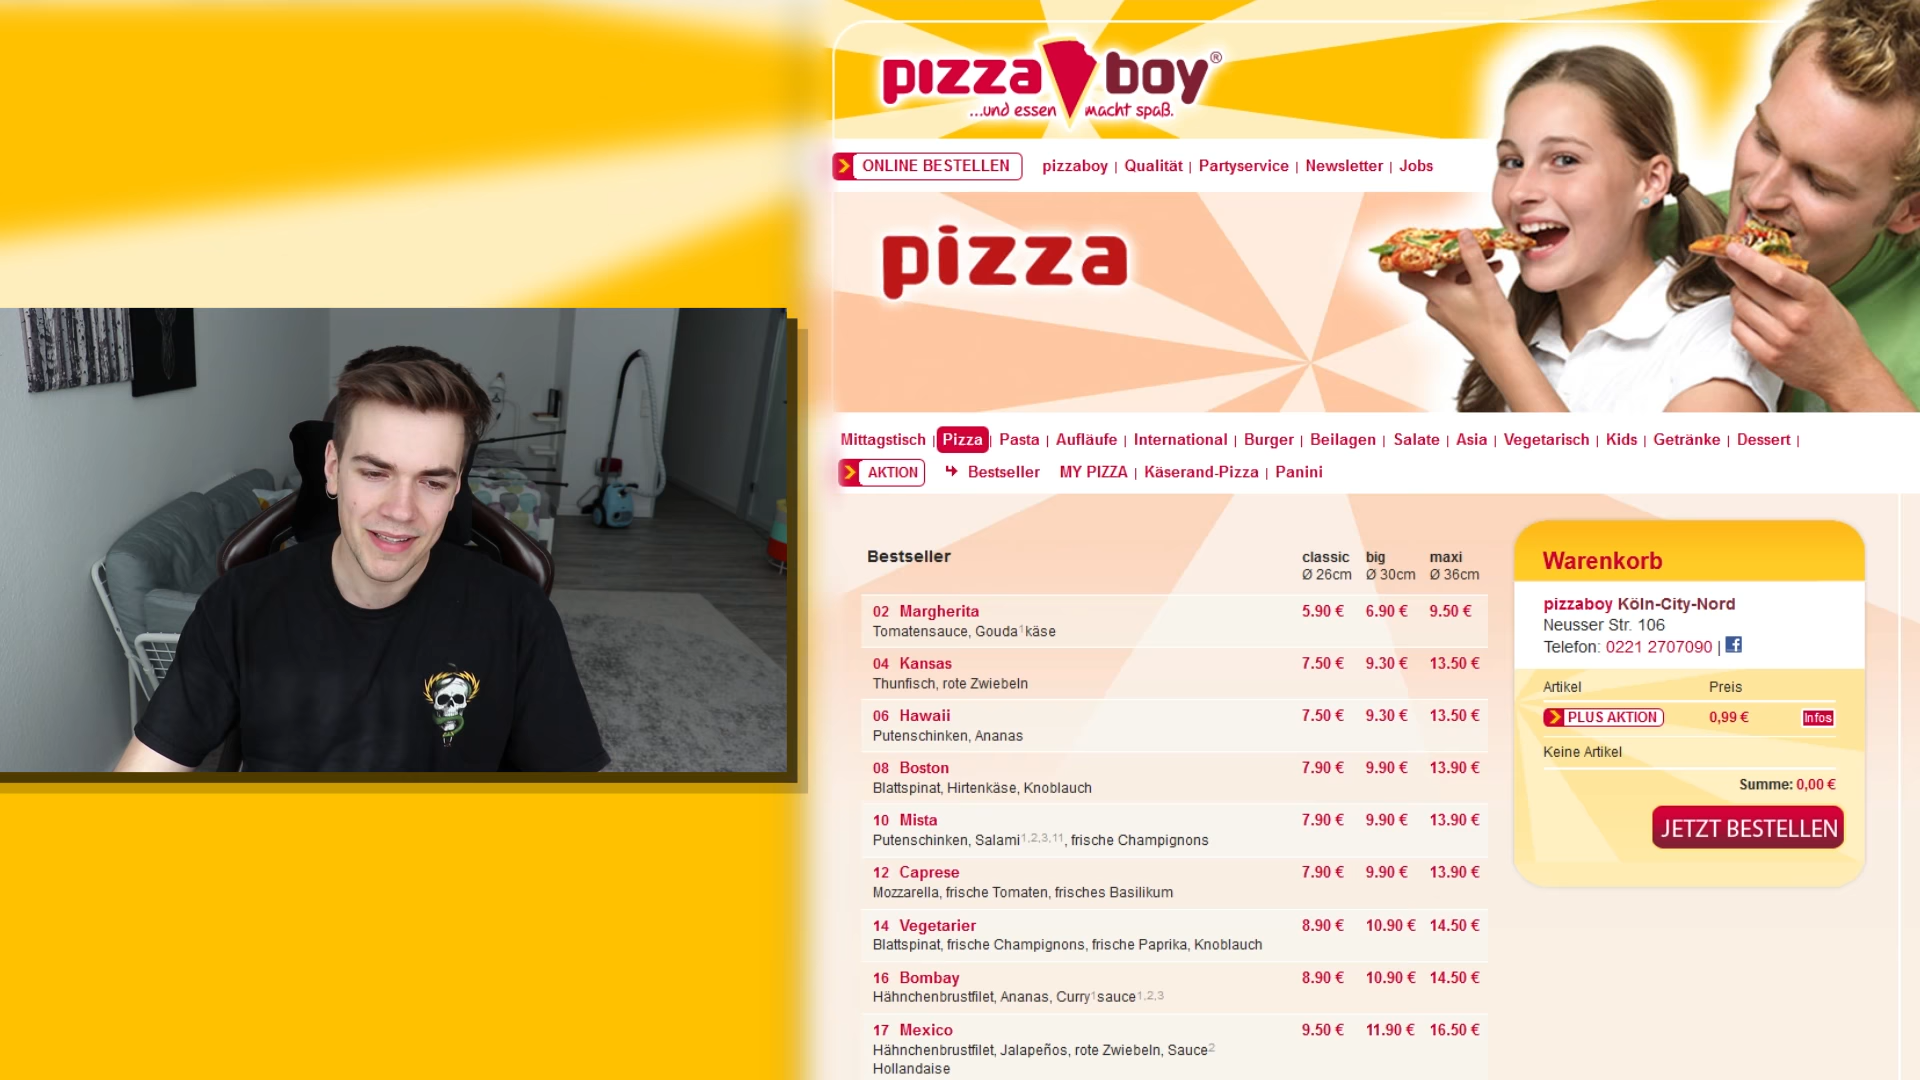 pizza boy®
...und essen macht spaß.
ONLINE BESTELLEN pizzaboy | Qualität | Partyservice | Newsletter | Jobs
pizza
Mittagstisch | Pizza | Pasta | Aufläufe | International | Burger | Beilagen | Salate | Asia | Vegetarisch | Kids | Getränke | Dessert |
AKTION Bestseller MY PIZZA | Käserand-Pizza | Panini
Bestseller classic big maxi
Ø 26cm Ø 30cm Ø 36cm
02 Margherita 5.90 € 6.90 € 9.50 €
Tomatensauce, Gouda¹käse
04 Kansas 7.50 € 9.30 € 13.50 €
Thunfisch, rote Zwiebeln
06 Hawaii 7.50 € 9.30 € 13.50 €
Putenschinken, Ananas
08 Boston 7.90 € 9.90 € 13.90 €
Blattspinat, Hirtenkäse, Knoblauch
10 Mista 7.90 € 9.90 € 13.90 €
Putenschinken, Salami¹,²,³,¹¹, frische Champignons
12 Caprese 7.90 € 9.90 € 13.90 €
Mozzarella, frische Tomaten, frisches Basilikum
14 Vegetarier 8.90 € 10.90 € 14.50 €
Blattspinat, frische Champignons, frische Paprika, Knoblauch
16 Bombay 8.90 € 10.90 € 14.50 €
Hähnchenbrustfilet, Ananas, Curry¹sauce¹,²,³
17 Mexico 9.50 € 11.90 € 16.50 €
Hähnchenbrustfilet, Jalapeños, rote Zwiebeln, Sauce²
Hollandaise
Warenkorb
pizzaboy Köln-City-Nord
Neusser Str. 106
Telefon: 0221 2707090 | f
Artikel Preis
PLUS AKTION 0,99 € Infos
Keine Artikel
Summe: 0,00 €
JETZT BESTELLEN